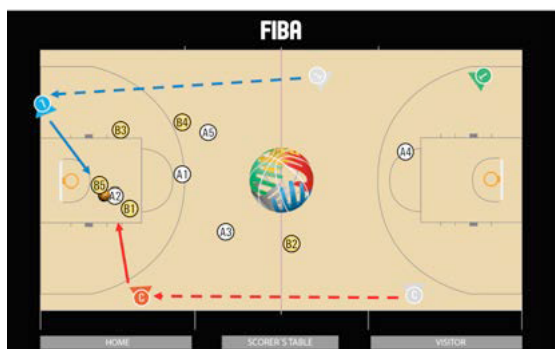 FIBA
B3
B4
A5
A4
B5
A2
A1
B1
A3
B2
C
C
HOME
SCORER'S TABLE
VISITOR